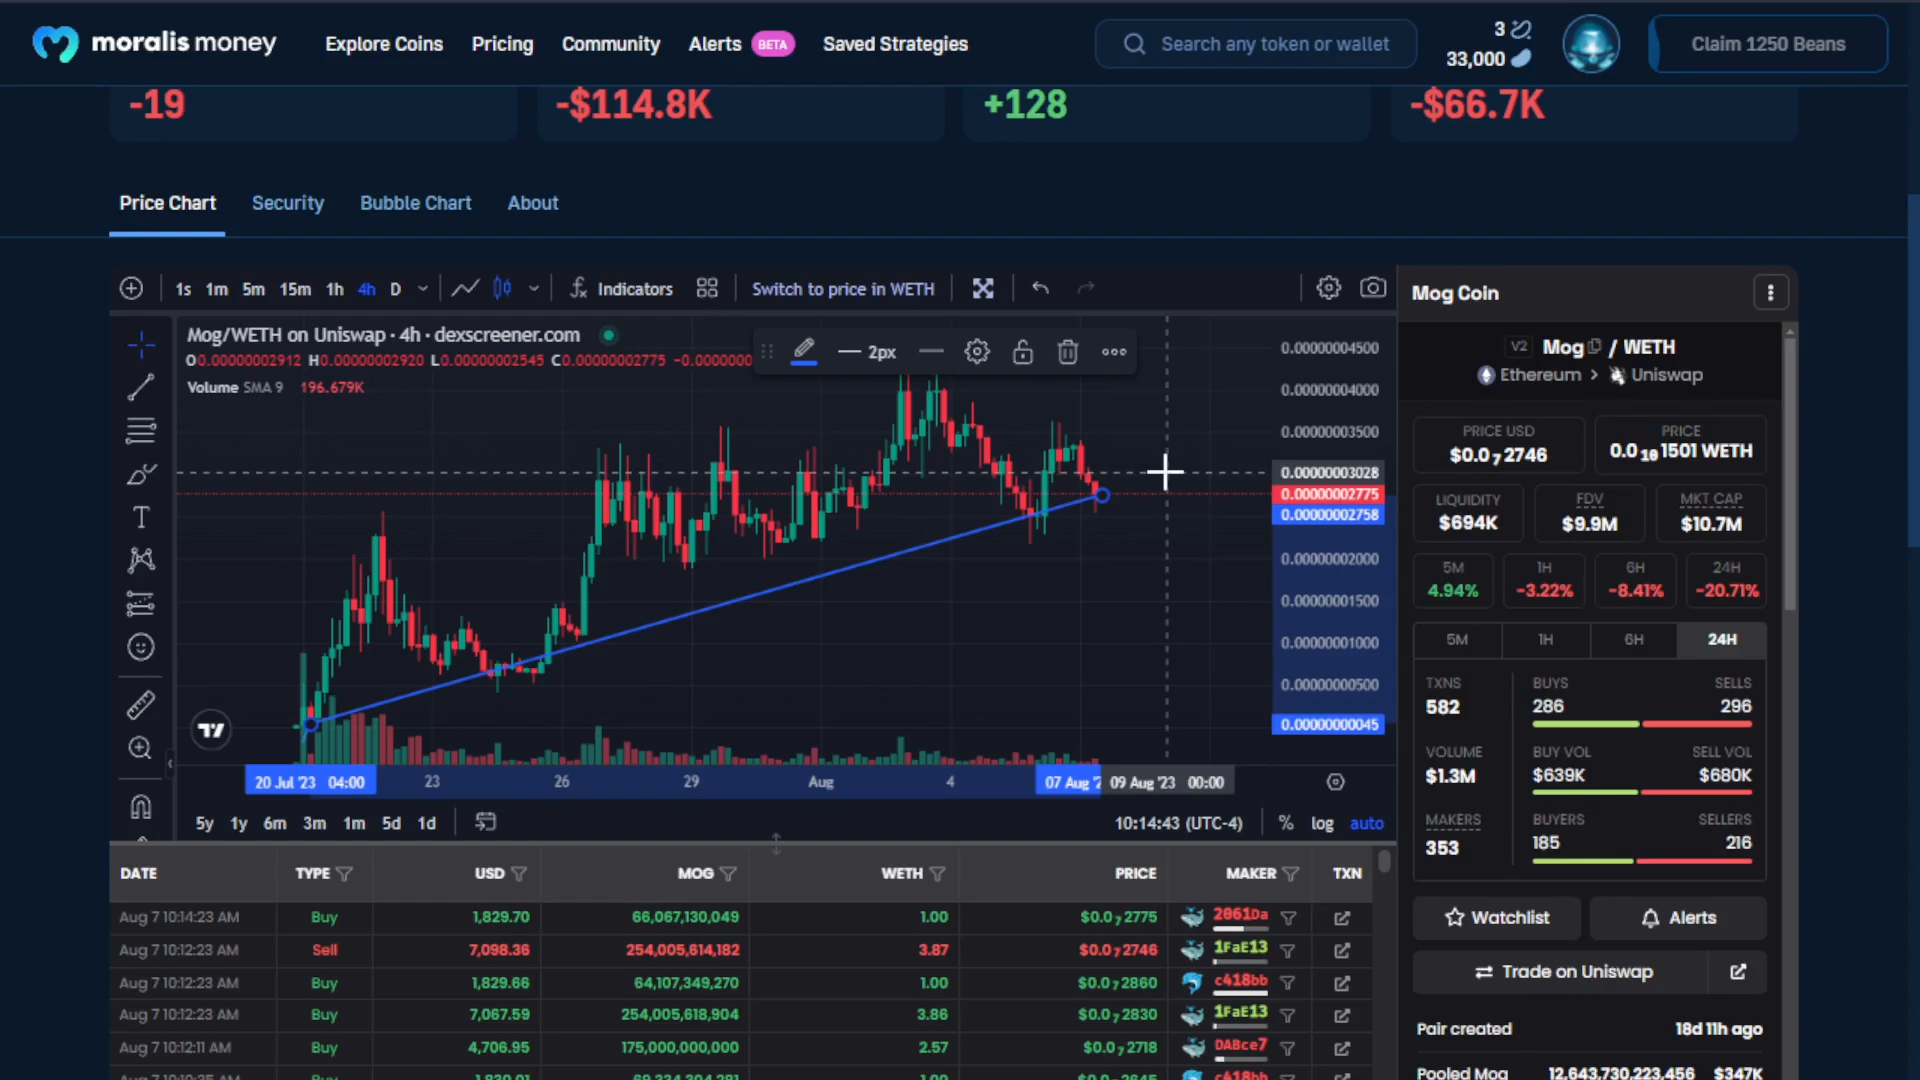 moralis money
Explore Coins
Pricing
Community
Alerts BETA
Saved Strategies
Search any token or wallet
3
33,000
Claim 1250 Beans
-19
-$114.8K
+128
-$66.7K
Price Chart
Security
Bubble Chart
About
1s 1m 5m 15m 1h 4h D
Indicators
Switch to price in WETH
Mog/WETH on Uniswap · 4h · dexscreener.com
O0.00000002912 H0.00000002920 L0.00000002545 C0.00000002775 -0.0000000
Volume SMA 9 196.679K
2px
0.00000004500
0.00000004000
0.00000003500
0.00000003028
0.00000002775
0.00000002758
0.00000002000
0.00000001500
0.00000001000
0.00000000500
0.00000000045
20 Jul '23 04:00
23
26
29
Aug
4
07 Aug '2
09 Aug '23 00:00
5y 1y 6m 3m 1m 5d 1d
10:14:43 (UTC-4)
% log auto
DATE TYPE USD MOG WETH PRICE MAKER TXN
Aug 7 10:14:23 AM Buy 1,829.70 66,067,130,049 1.00 $0.0₇2775 2061Da
Aug 7 10:12:23 AM Sell 7,098.36 254,005,614,182 3.87 $0.0₇2746 1FaE13
Aug 7 10:12:23 AM Buy 1,829.66 64,107,349,270 1.00 $0.0₇2860 c418bb
Aug 7 10:12:23 AM Buy 7,067.59 254,005,618,904 3.86 $0.0₇2830 1FaE13
Aug 7 10:12:11 AM Buy 4,706.95 175,000,000,000 2.57 $0.0₇2718 DABce7
Mog Coin
V2 Mog / WETH
Ethereum > Uniswap
PRICE USD
$0.0₇2746
PRICE
0.0₁₀1501 WETH
LIQUIDITY
$694K
FDV
$9.9M
MKT CAP
$10.7M
5M
4.94%
1H
-3.22%
6H
-8.41%
24H
-20.71%
5M 1H 6H 24H
TXNS
582
BUYS
286
SELLS
296
VOLUME
$1.3M
BUY VOL
$639K
SELL VOL
$680K
MAKERS
353
BUYERS
185
SELLERS
216
Watchlist
Alerts
Trade on Uniswap
Pair created 18d 11h ago
Pooled Mog 12,643,730,223,456 $347K